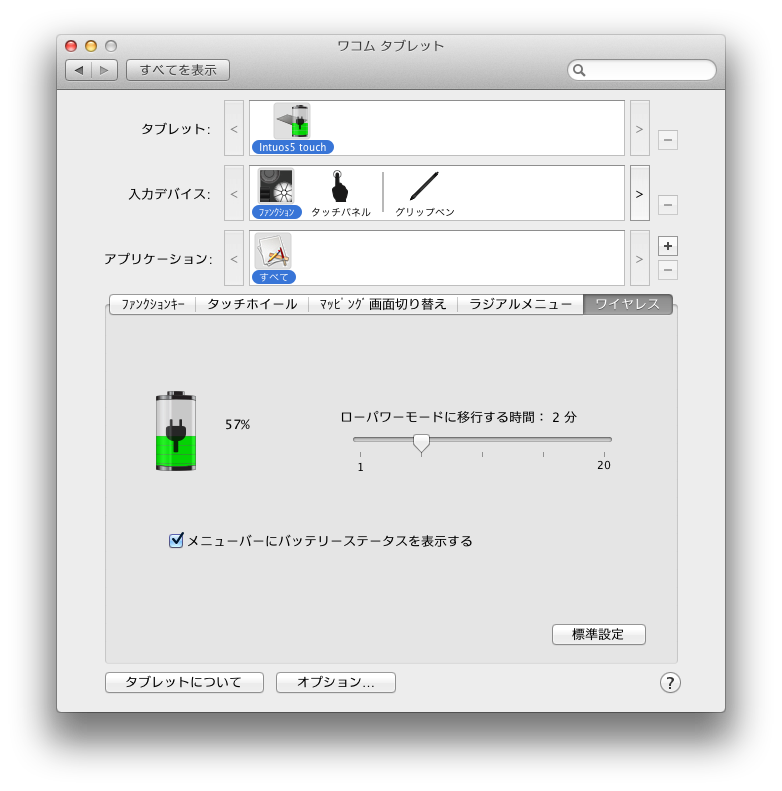 ワコム タブレット
すべてを表示
タブレット:
Intuos5 touch
入力デバイス:
ﾌｧﾝｸｼｮﾝ
タッチパネル
グリップペン
アプリケーション:
すべて
ﾌｧﾝｸｼｮﾝｷｰ
タッチホイール
ﾏｯﾋﾟﾝｸﾞ画面切り替え
ラジアルメニュー
ワイヤレス
57%
ローパワーモードに移行する時間： 2 分
1
20
メニューバーにバッテリーステータスを表示する
標準設定
タブレットについて
オプション...
?